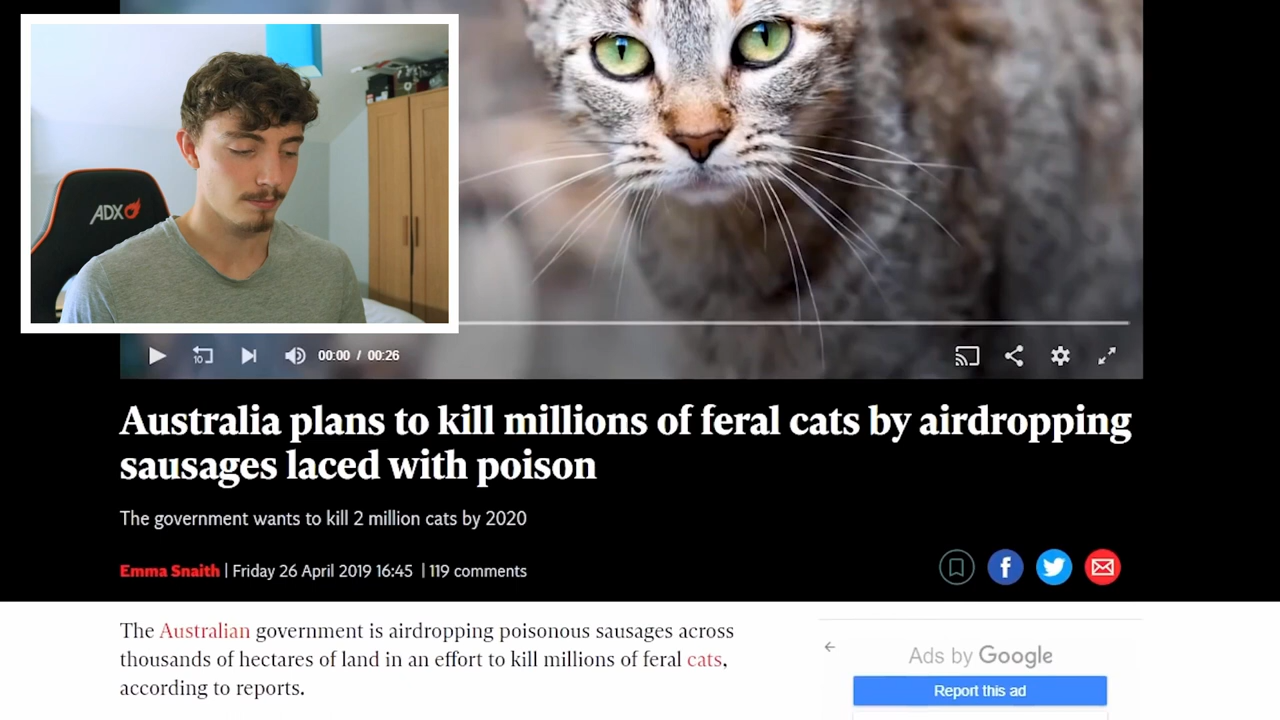 ADX
10
00:00 / 00:26
Australia plans to kill millions of feral cats by airdropping
sausages laced with poison
The government wants to kill 2 million cats by 2020
Emma Snaith | Friday 26 April 2019 16:45 | 119 comments
f
The Australian government is airdropping poisonous sausages across
thousands of hectares of land in an effort to kill millions of feral cats,
according to reports.
Ads by Google
Report this ad